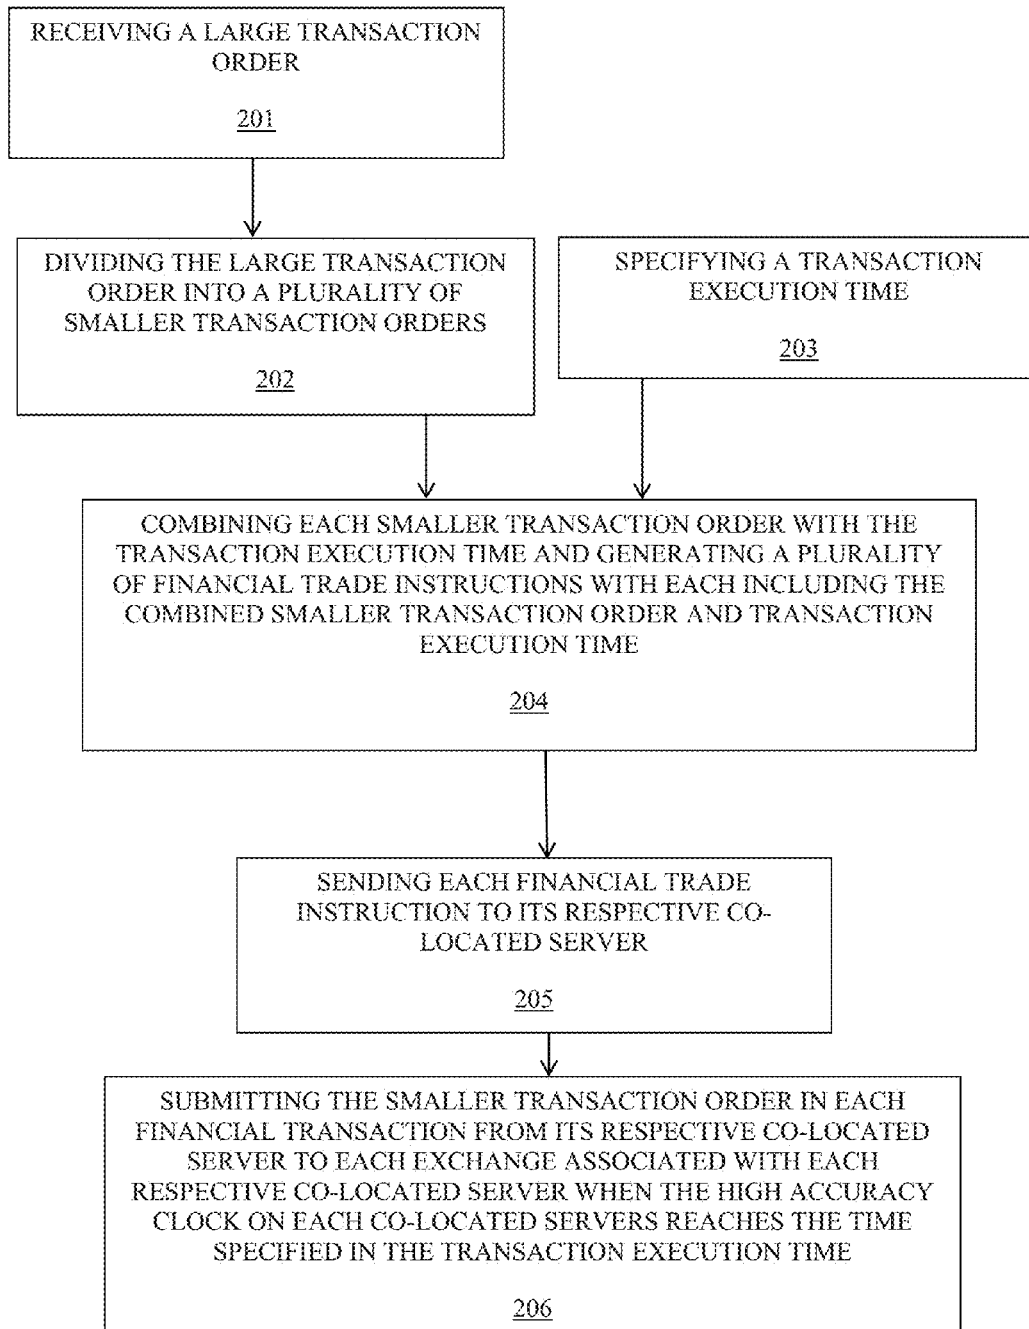 RECEIVING A LARGE TRANSACTION
ORDER
201
DIVIDING THE LARGE TRANSACTION
ORDER INTO A PLURALITY OF
SMALLER TRANSACTION ORDERS
202
SPECIFYING A TRANSACTION
EXECUTION TIME
203
COMBINING EACH SMALLER TRANSACTION ORDER WITH THE
TRANSACTION EXECUTION TIME AND GENERATING A PLURALITY
OF FINANCIAL TRADE INSTRUCTIONS WITH EACH INCLUDING THE
COMBINED SMALLER TRANSACTION ORDER AND TRANSACTION
EXECUTION TIME
204
SENDING EACH FINANCIAL TRADE
INSTRUCTION TO ITS RESPECTIVE CO-
LOCATED SERVER
205
SUBMITTING THE SMALLER TRANSACTION ORDER IN EACH
FINANCIAL TRANSACTION FROM ITS RESPECTIVE CO-LOCATED
SERVER TO EACH EXCHANGE ASSOCIATED WITH EACH
RESPECTIVE CO-LOCATED SERVER WHEN THE HIGH ACCURACY
CLOCK ON EACH CO-LOCATED SERVERS REACHES THE TIME
SPECIFIED IN THE TRANSACTION EXECUTION TIME
206